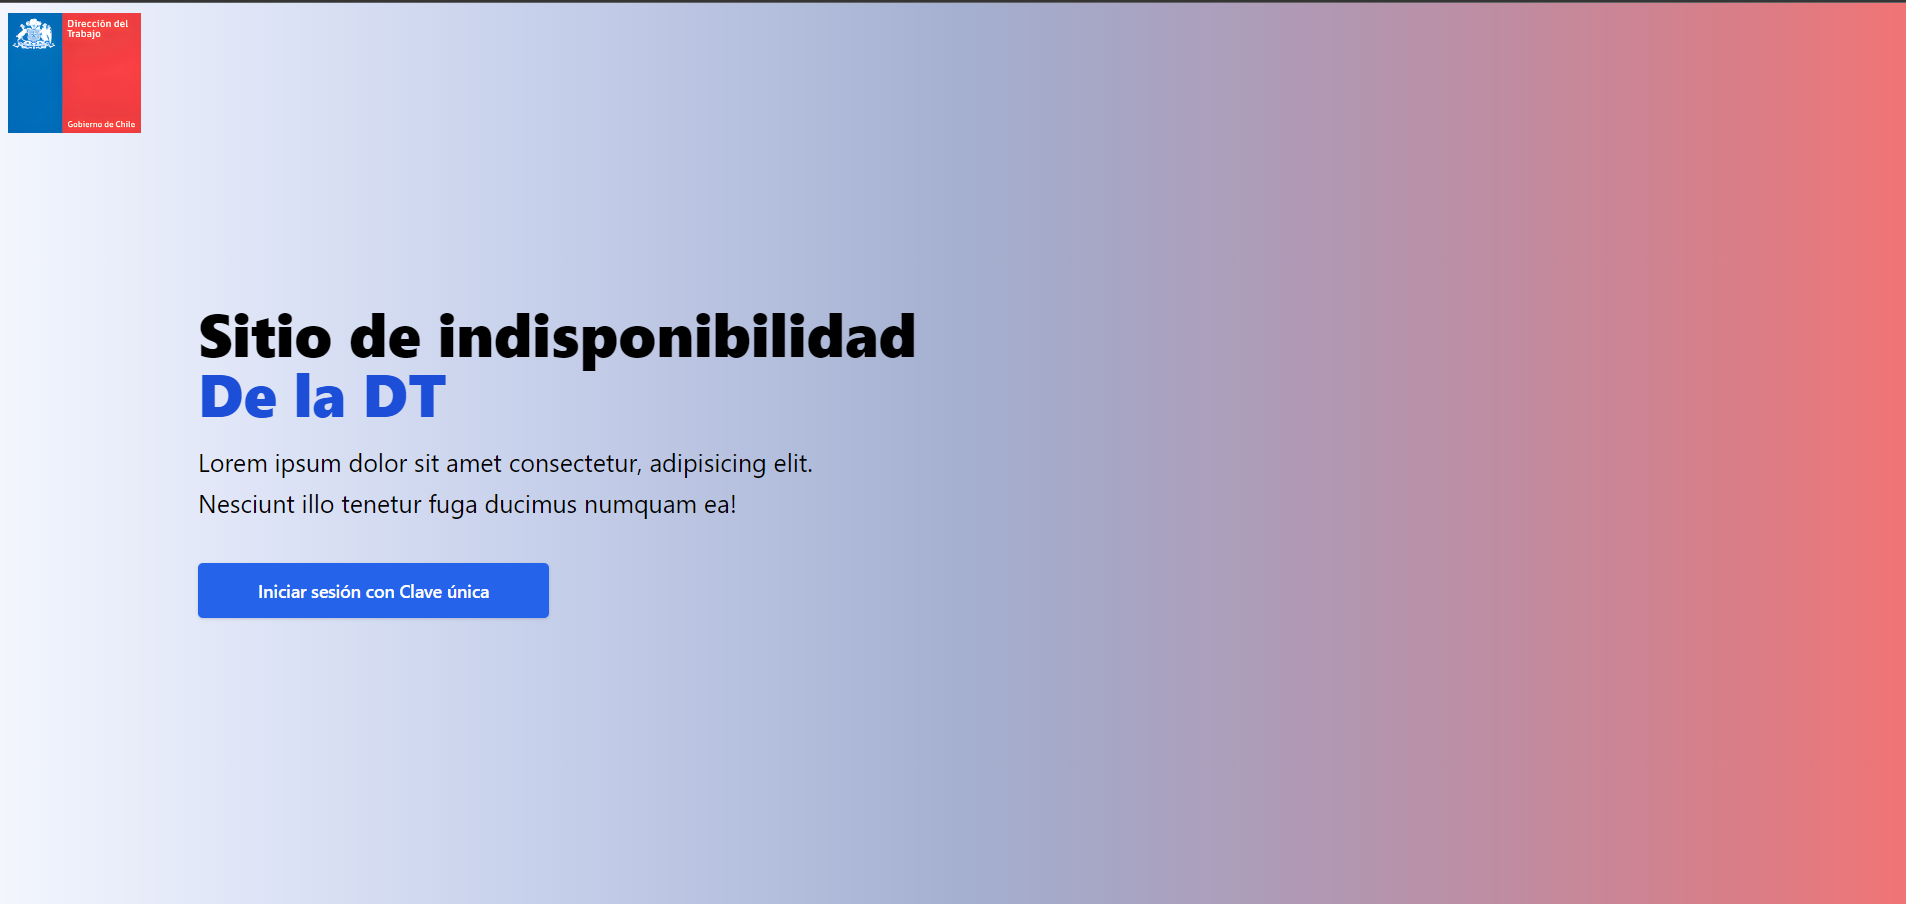 Dirección del
Trabajo
Gobierno de Chile
Sitio de indisponibilidad
De la DT
Lorem ipsum dolor sit amet consectetur, adipisicing elit.
Nesciunt illo tenetur fuga ducimus numquam ea!
Iniciar sesión con Clave única